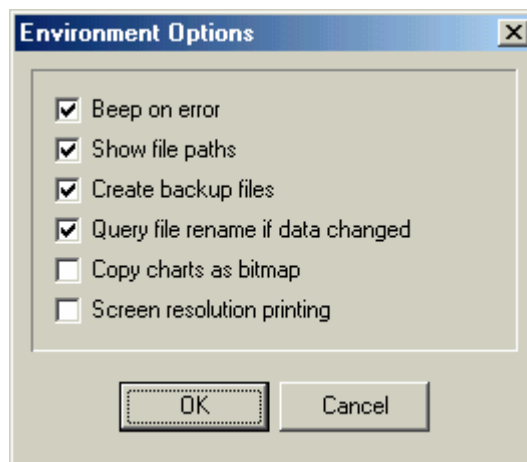 Environment Options
Beep on error
Show file paths
Create backup files
Query file rename if data changed
Copy charts as bitmap
Screen resolution printing
OK Cancel